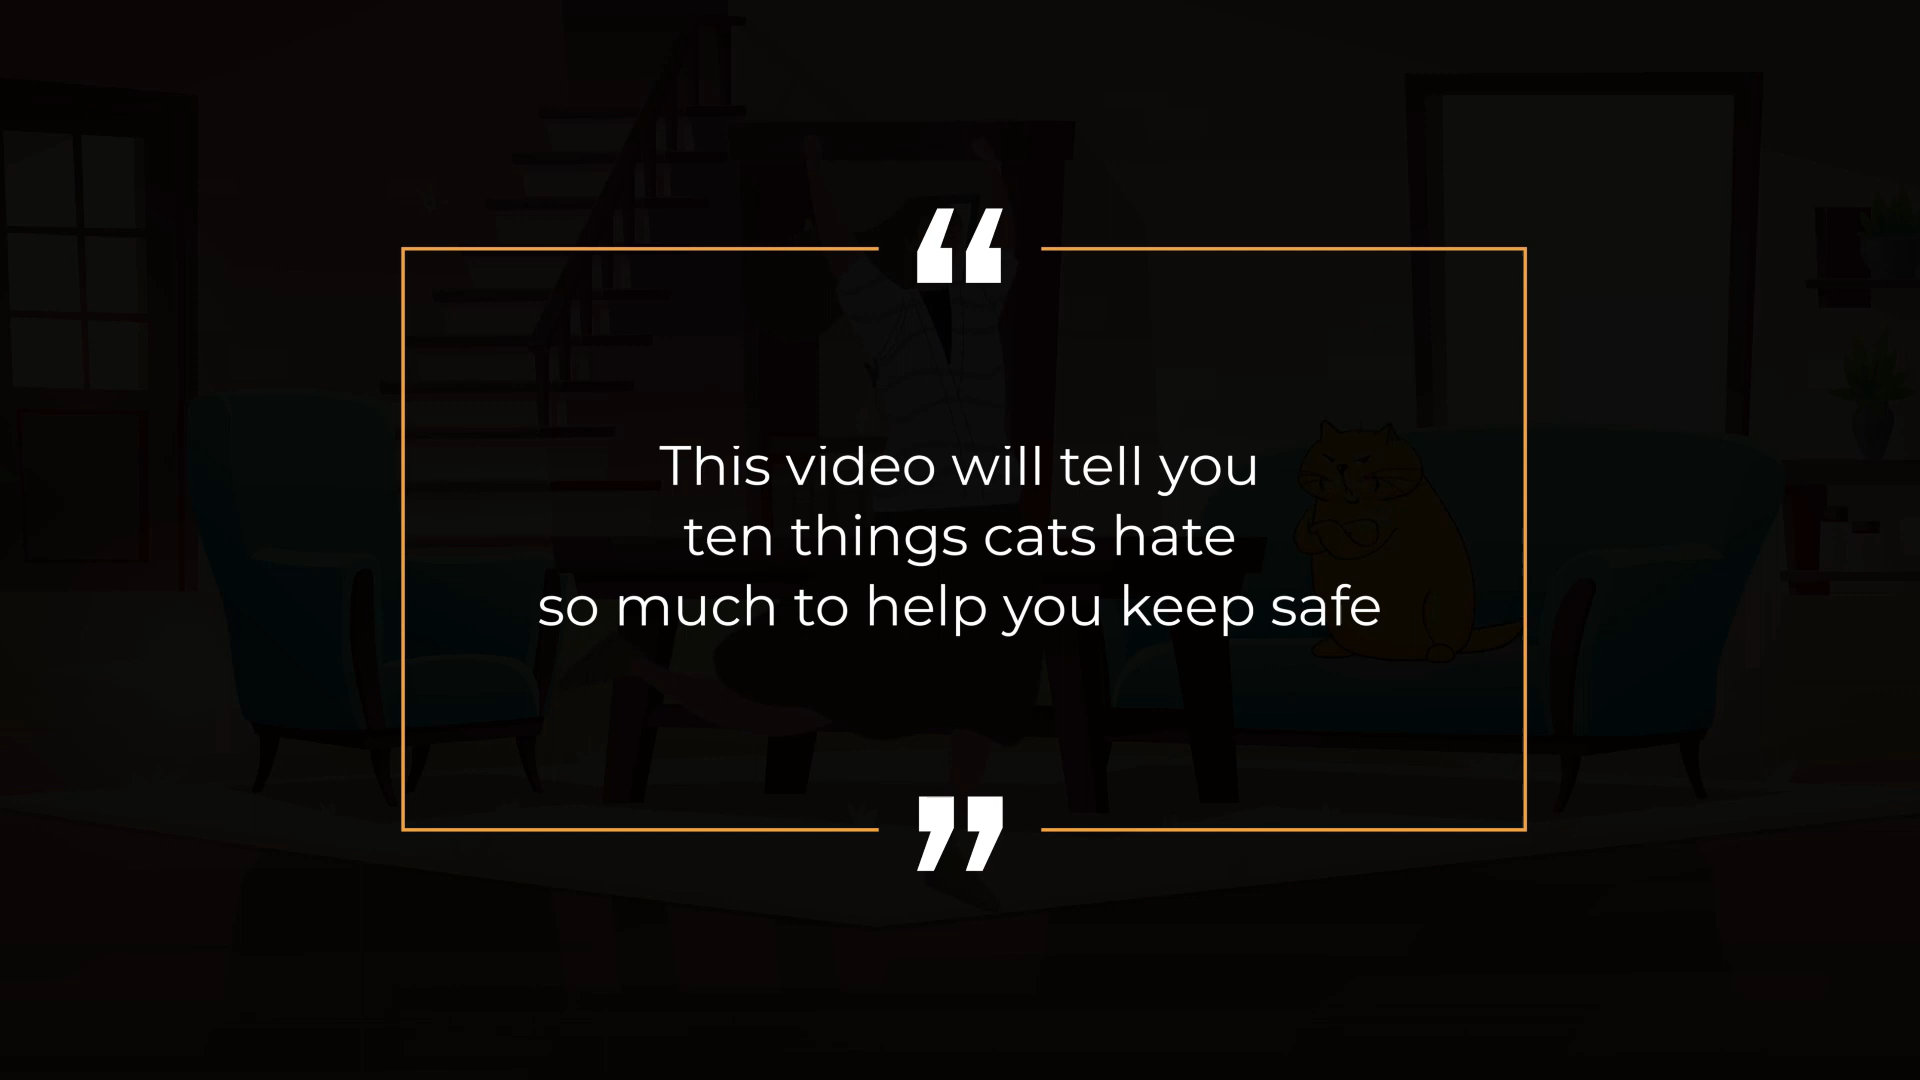 “
This video will tell you
ten things cats hate
so much to help you keep safe
”